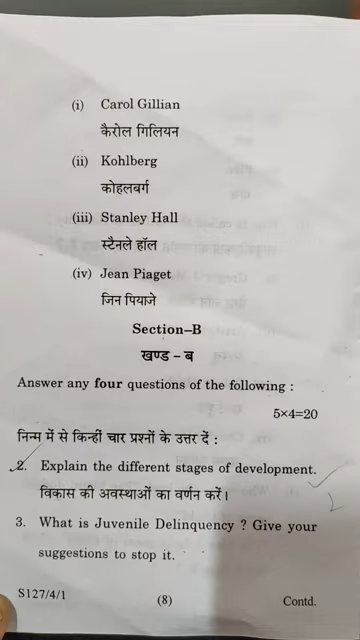 (i) Carol Gillian
कैरोल गिलियन
(ii) Kohlberg
कोहलबर्ग
(iii) Stanley Hall
स्टैनले हॉल
(iv) Jean Piaget
जिन पियाजे
Section–B
खण्ड – ब
Answer any four questions of the following :
5×4=20
निम्न में से किन्हीं चार प्रश्नों के उत्तर दें :
2. Explain the different stages of development.
विकास की अवस्थाओं का वर्णन करें।
3. What is Juvenile Delinquency ? Give your
suggestions to stop it.
S127/4/1 (8) Contd.